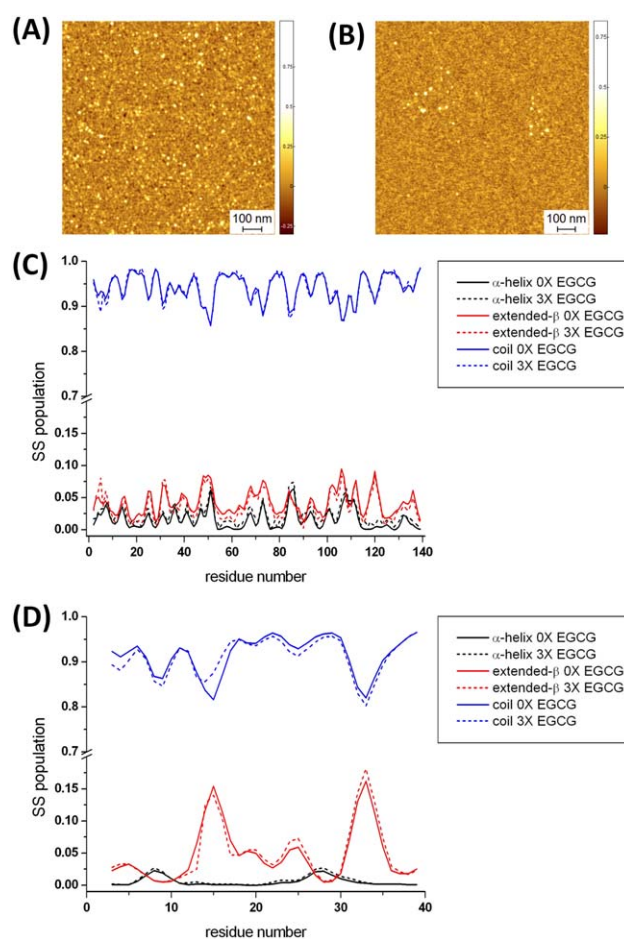 (A)
0.75
0.5
0.25
0
-0.25
100 nm
(B)
0.75
0.5
0.25
0
100 nm
(C)
1.0
0.9
0.8
0.7
0.15
0.10
0.05
0.00
SS population
0 20 40 60 80 100 120 140
residue number
α-helix 0X EGCG
α-helix 3X EGCG
extended-β 0X EGCG
extended-β 3X EGCG
coil 0X EGCG
coil 3X EGCG
(D)
1.0
0.9
0.8
0.7
0.15
0.10
0.05
0.00
SS population
0 10 20 30 40
residue number
α-helix 0X EGCG
α-helix 3X EGCG
extended-β 0X EGCG
extended-β 3X EGCG
coil 0X EGCG
coil 3X EGCG